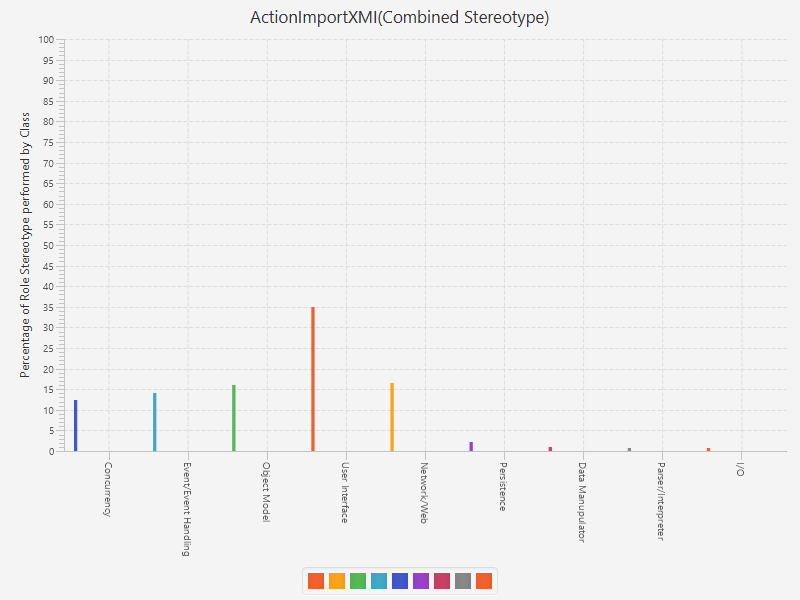 ActionImportXMI(Combined Stereotype)
Percentage of Role Stereotype performed by Class
100
95
90
85
80
75
70
65
60
55
50
45
40
35
30
25
20
15
10
5
0
Concurrency
Event/Event Handling
Object Model
User Interface
Network/Web
Persistence
Data Manupulator
Parser/Interpreter
I/O